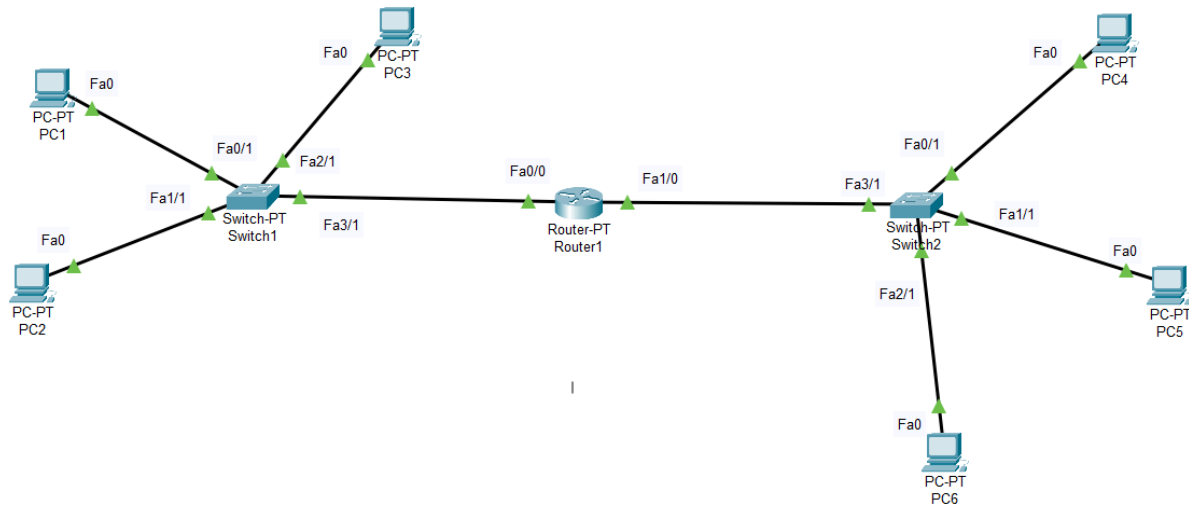 Fa0
PC-PT
PC3
Fa0
PC-PT
PC4
Fa0
PC-PT
PC1
Fa0/1
Fa2/1
Fa0/1
Fa1/1
Switch-PT
Switch1
Fa3/1
Fa0/0
Router-PT
Router1
Fa1/0
Fa3/1
Switch-PT
Switch2
Fa1/1
Fa0
PC-PT
PC2
Fa0
PC-PT
PC5
Fa2/1
Fa0
PC-PT
PC6